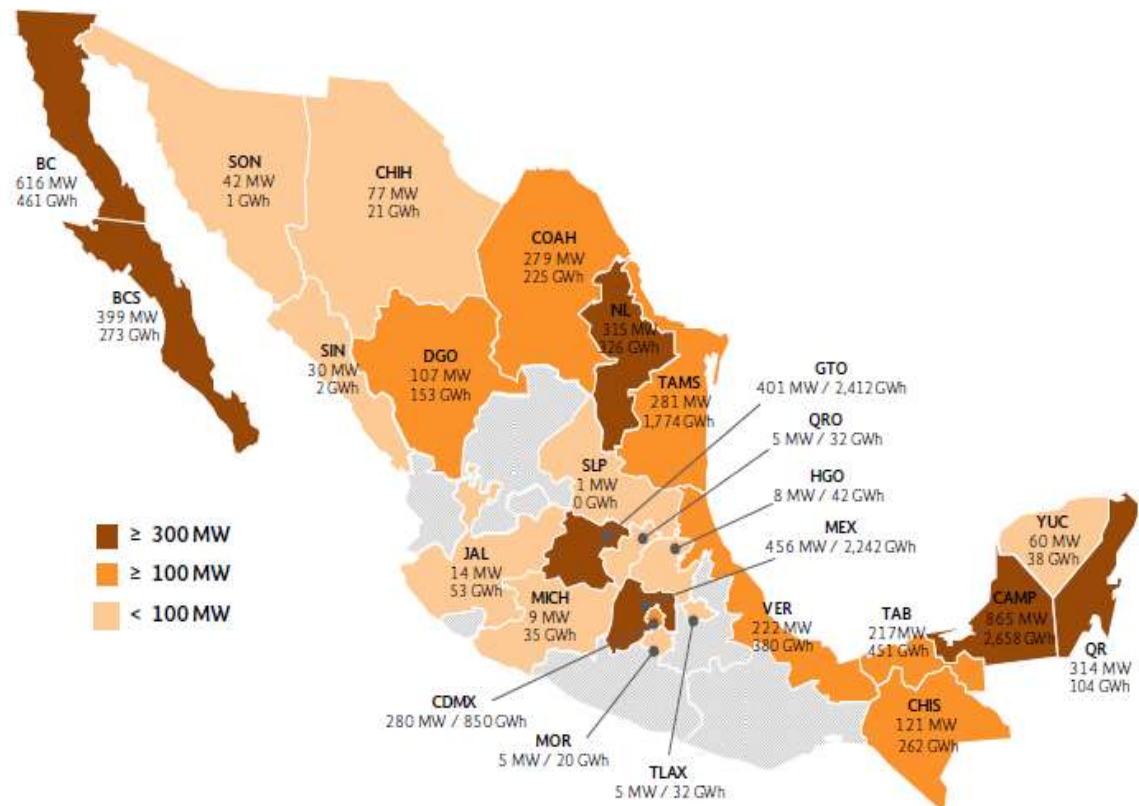 BC
616 MW
461 GWh
SON
42 MW
1 GWh
CHIH
77 MW
21 GWh
COAH
279 MW
225 GWh
BCS
399 MW
273 GWh
NL
315 MW
326 GWh
SIN
30 MW
2 GWh
DGO
107 MW
153 GWh
TAMS
281 MW
1,774 GWh
GTO
401 MW / 2,412 GWh
QRO
5 MW / 32 GWh
SLP
1 MW
0 GWh
HGO
8 MW / 42 GWh
MEX
456 MW / 2,242 GWh
YUC
60 MW
38 GWh
≥ 300 MW
≥ 100 MW
< 100 MW
JAL
14 MW
53 GWh
MICH
9 MW
35 GWh
VER
222 MW
380 GWh
TAB
217 MW
451 GWh
CAMP
865 MW
2,658 GWh
QR
314 MW
104 GWh
CDMX
280 MW / 850 GWh
MOR
5 MW / 20 GWh
TLAX
5 MW / 32 GWh
CHIS
121 MW
262 GWh